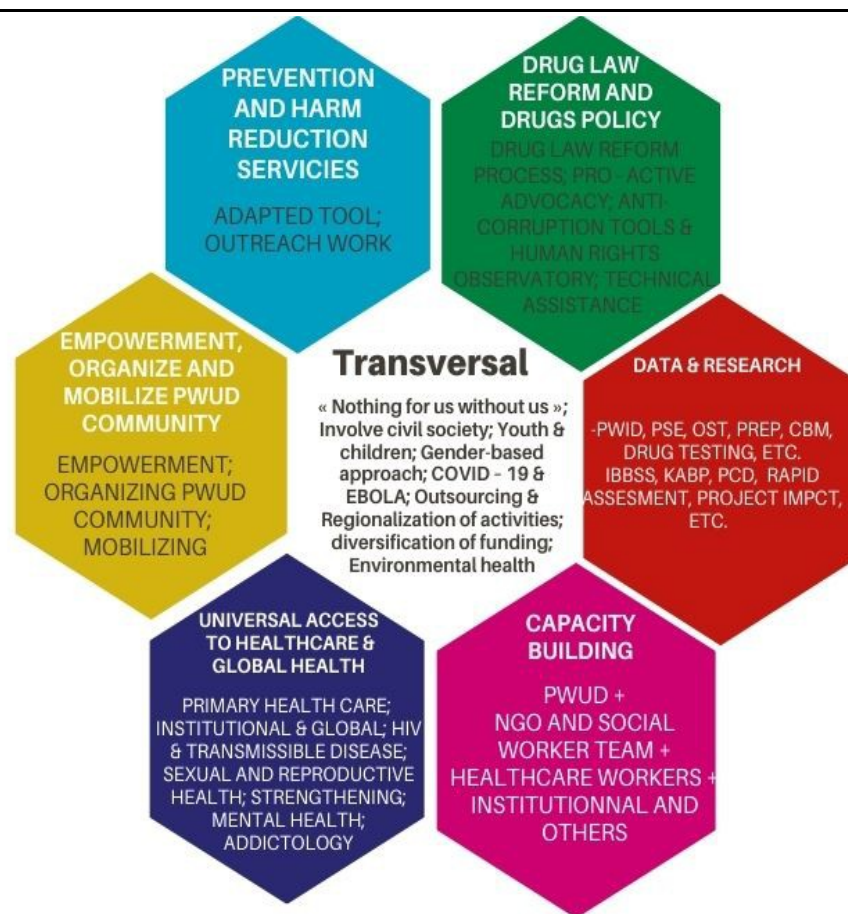 PREVENTION
AND HARM
REDUCTION
SERVICIES
ADAPTED TOOL;
OUTREACH WORK
DRUG LAW
REFORM AND
DRUGS POLICY
DRUG LAW REFORM
PROCESS; PRO - ACTIVE
ADVOCACY; ANTI-
CORRUPTION TOOLS &
HUMAN RIGHTS
OBSERVATORY; TECHNICAL
ASSISTANCE
EMPOWERMENT,
ORGANIZE AND
MOBILIZE PWUD
COMMUNITY
EMPOWERMENT;
ORGANIZING PWUD
COMMUNITY;
MOBILIZING
Transversal
« Nothing for us without us »;
Involve civil society; Youth &
children; Gender-based
approach; COVID – 19 &
EBOLA; Outsourcing &
Regionalization of activities;
diversification of funding;
Environmental health
DATA & RESEARCH
-PWID, PSE, OST, PREP, CBM,
DRUG TESTING, ETC.
IBBSS, KABP, PCD, RAPID
ASSESMENT, PROJECT IMPCT,
ETC.
UNIVERSAL ACCESS
TO HEALTHCARE &
GLOBAL HEALTH
PRIMARY HEALTH CARE;
INSTITUTIONAL & GLOBAL; HIV
& TRANSMISSIBLE DISEASE;
SEXUAL AND REPRODUCTIVE
HEALTH; STRENGTHENING;
MENTAL HEALTH;
ADDICTOLOGY
CAPACITY
BUILDING
PWUD +
NGO AND SOCIAL
WORKER TEAM +
HEALTHCARE WORKERS +
INSTITUTIONNAL AND
OTHERS